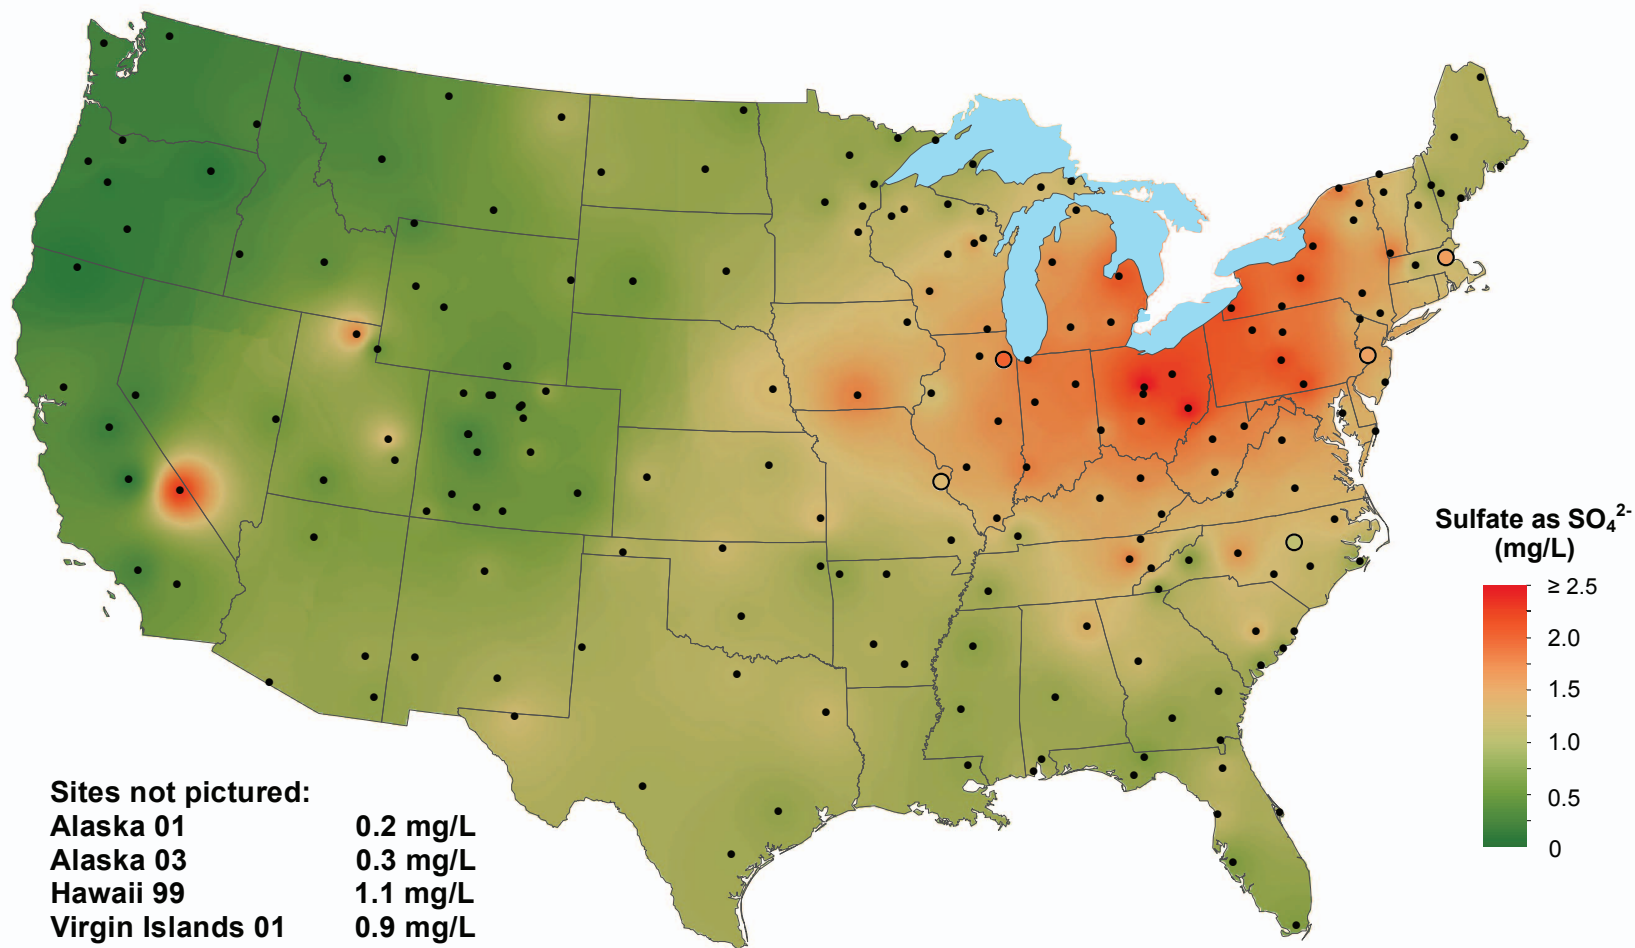 Sulfate as SO₄²⁻
(mg/L)
≥ 2.5
2.0
1.5
1.0
0.5
0
Sites not pictured:
Alaska 01 0.2 mg/L
Alaska 03 0.3 mg/L
Hawaii 99 1.1 mg/L
Virgin Islands 01 0.9 mg/L